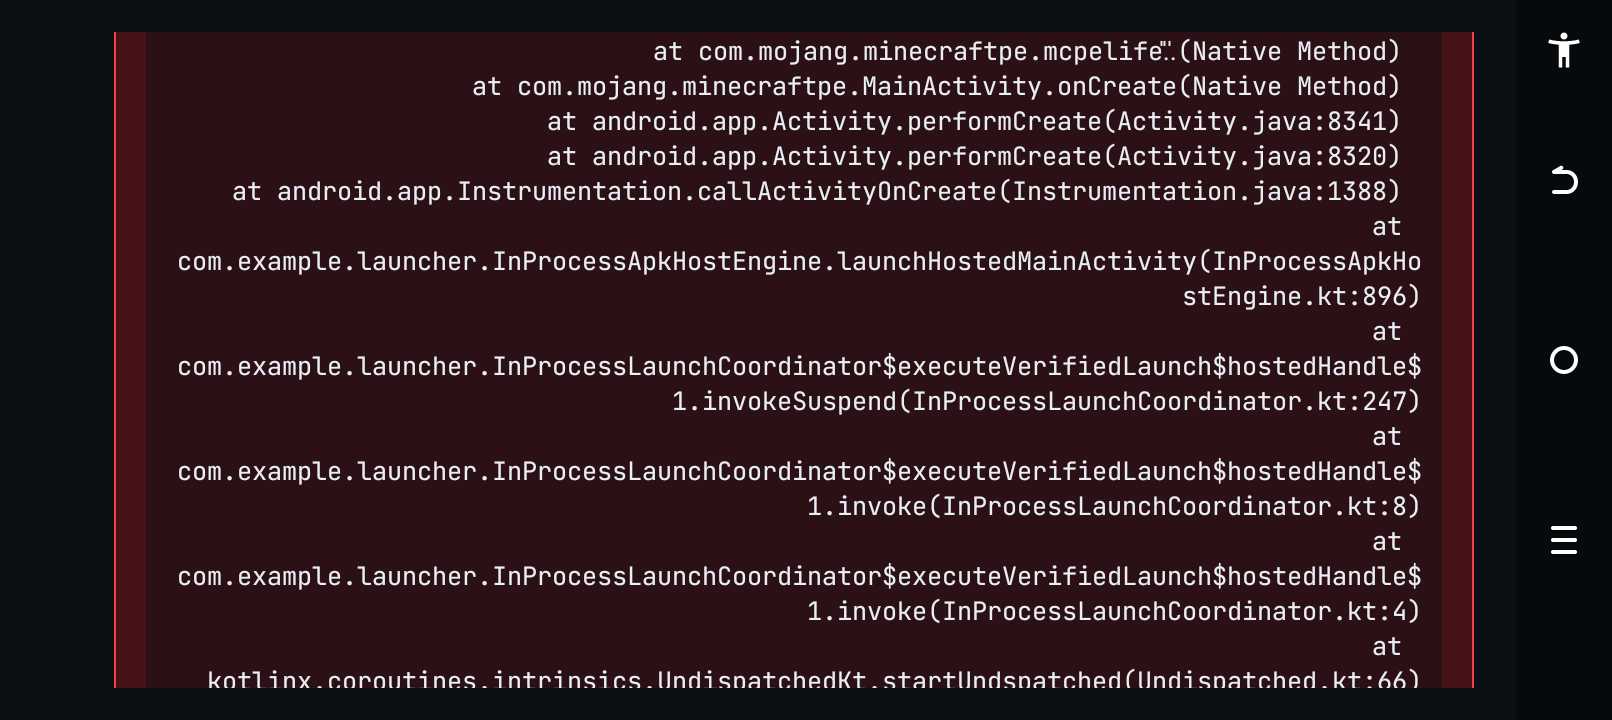 at com.mojang.minecraftpe.mcpelife (Native Method)
at com.mojang.minecraftpe.MainActivity.onCreate(Native Method)
at android.app.Activity.performCreate(Activity.java:8341)
at android.app.Activity.performCreate(Activity.java:8320)
at android.app.Instrumentation.callActivityOnCreate(Instrumentation.java:1388)
at
com.example.launcher.InProcessApkHostEngine.launchHostedMainActivity(InProcessApkHo
stEngine.kt:896)
at
com.example.launcher.InProcessLaunchCoordinator$executeVerifiedLaunch$hostedHandle$
1.invokeSuspend(InProcessLaunchCoordinator.kt:247)
at
com.example.launcher.InProcessLaunchCoordinator$executeVerifiedLaunch$hostedHandle$
1.invoke(InProcessLaunchCoordinator.kt:8)
at
com.example.launcher.InProcessLaunchCoordinator$executeVerifiedLaunch$hostedHandle$
1.invoke(InProcessLaunchCoordinator.kt:4)
at
kotlinx.coroutines.intrinsics.UndispatchedKt.startUndspatched(Undispatched.kt:66)